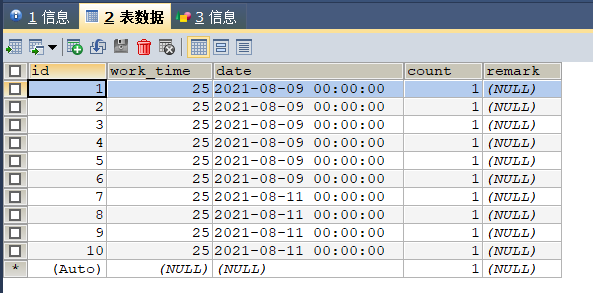 1 信息 2 表数据 3 信息
id work_time date count remark
1 25 2021-08-09 00:00:00 1 (NULL)
2 25 2021-08-09 00:00:00 1 (NULL)
3 25 2021-08-09 00:00:00 1 (NULL)
4 25 2021-08-09 00:00:00 1 (NULL)
5 25 2021-08-09 00:00:00 1 (NULL)
6 25 2021-08-09 00:00:00 1 (NULL)
7 25 2021-08-11 00:00:00 1 (NULL)
8 25 2021-08-11 00:00:00 1 (NULL)
9 25 2021-08-11 00:00:00 1 (NULL)
10 25 2021-08-11 00:00:00 1 (NULL)
* (Auto) (NULL) (NULL) 1 (NULL)